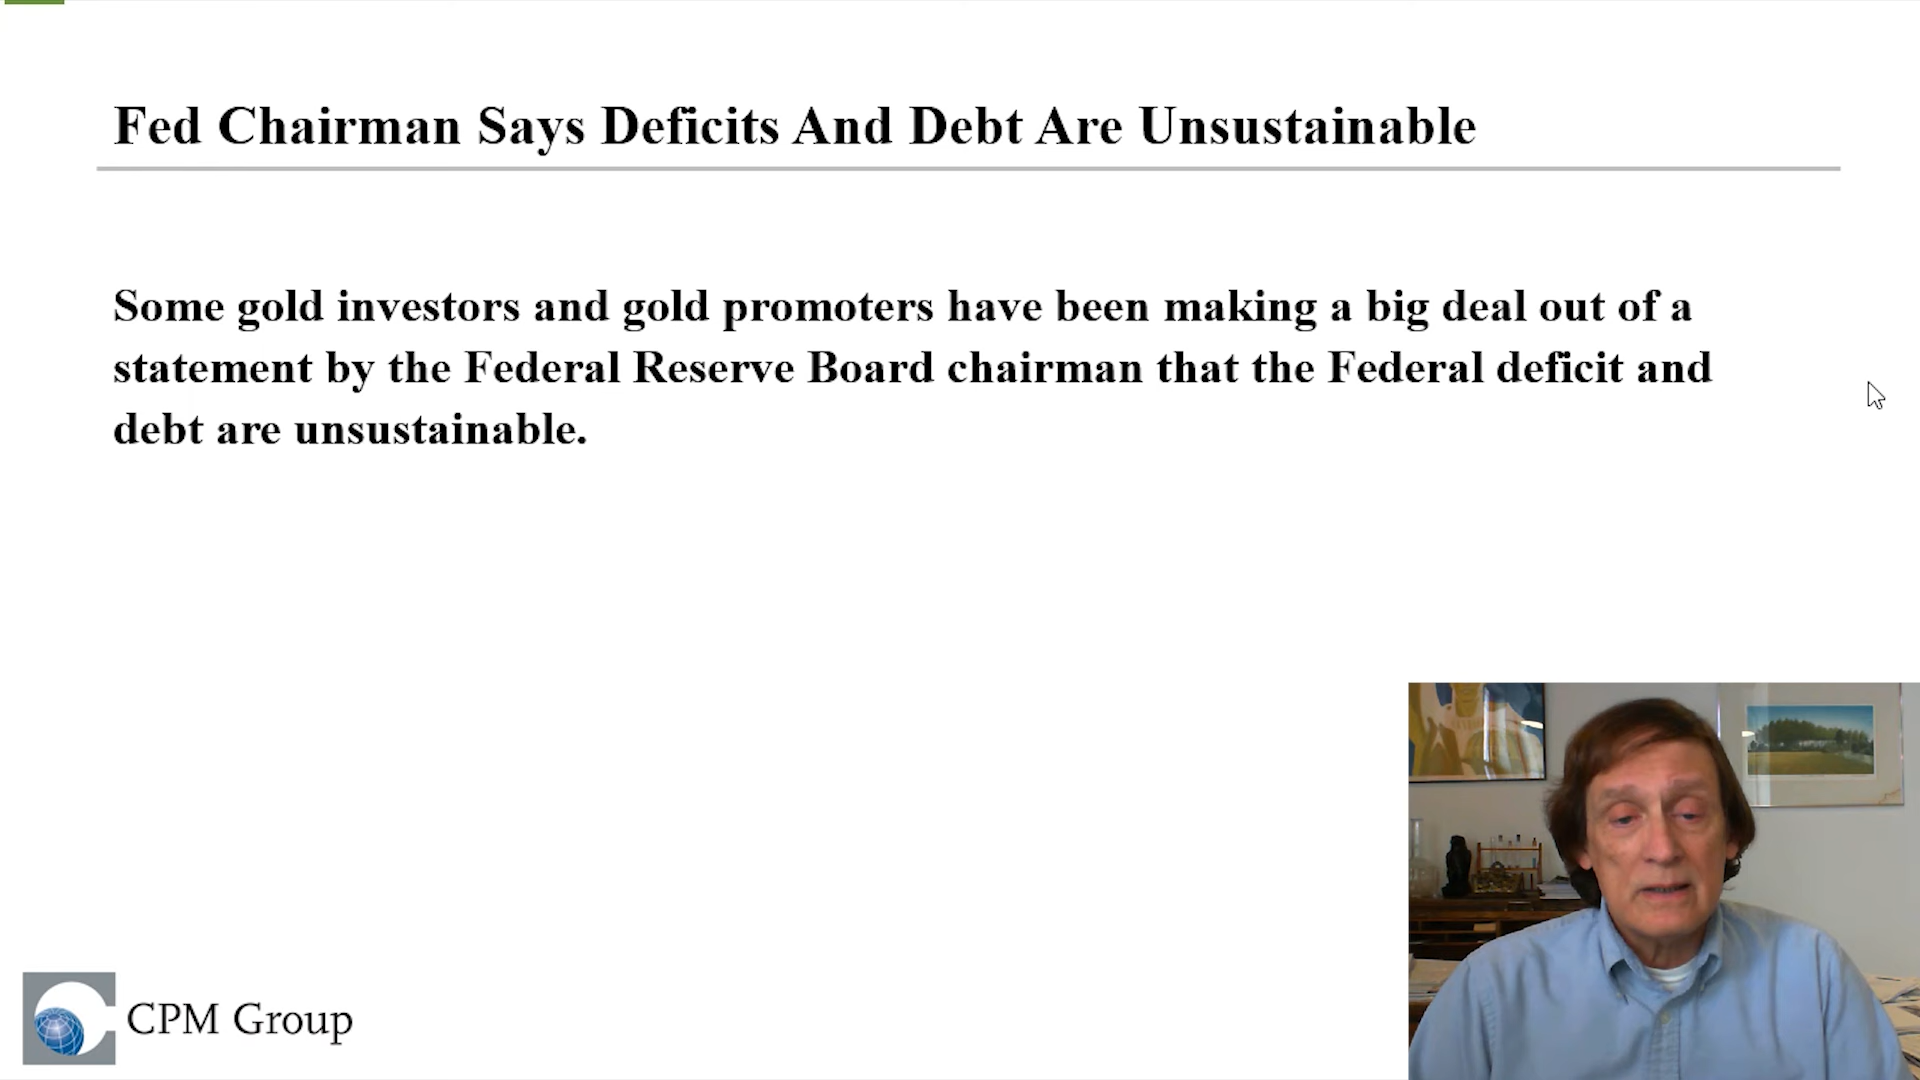 Fed Chairman Says Deficits And Debt Are Unsustainable
Some gold investors and gold promoters have been making a big deal out of a
statement by the Federal Reserve Board chairman that the Federal deficit and
debt are unsustainable.
CPM Group